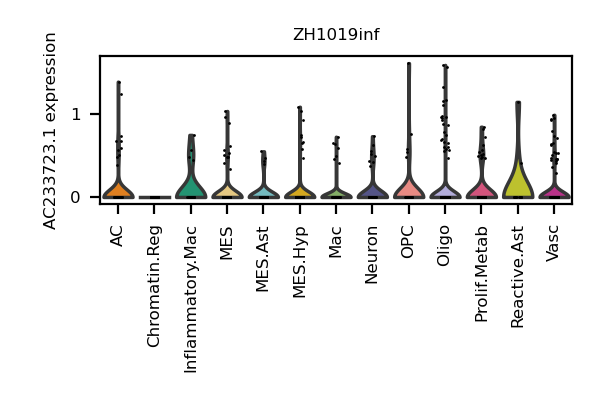 ZH1019inf
AC233723.1 expression
1
0
AC
Chromatin.Reg
Inflammatory.Mac
MES
MES.Ast
MES.Hyp
Mac
Neuron
OPC
Oligo
Prolif.Metab
Reactive.Ast
Vasc